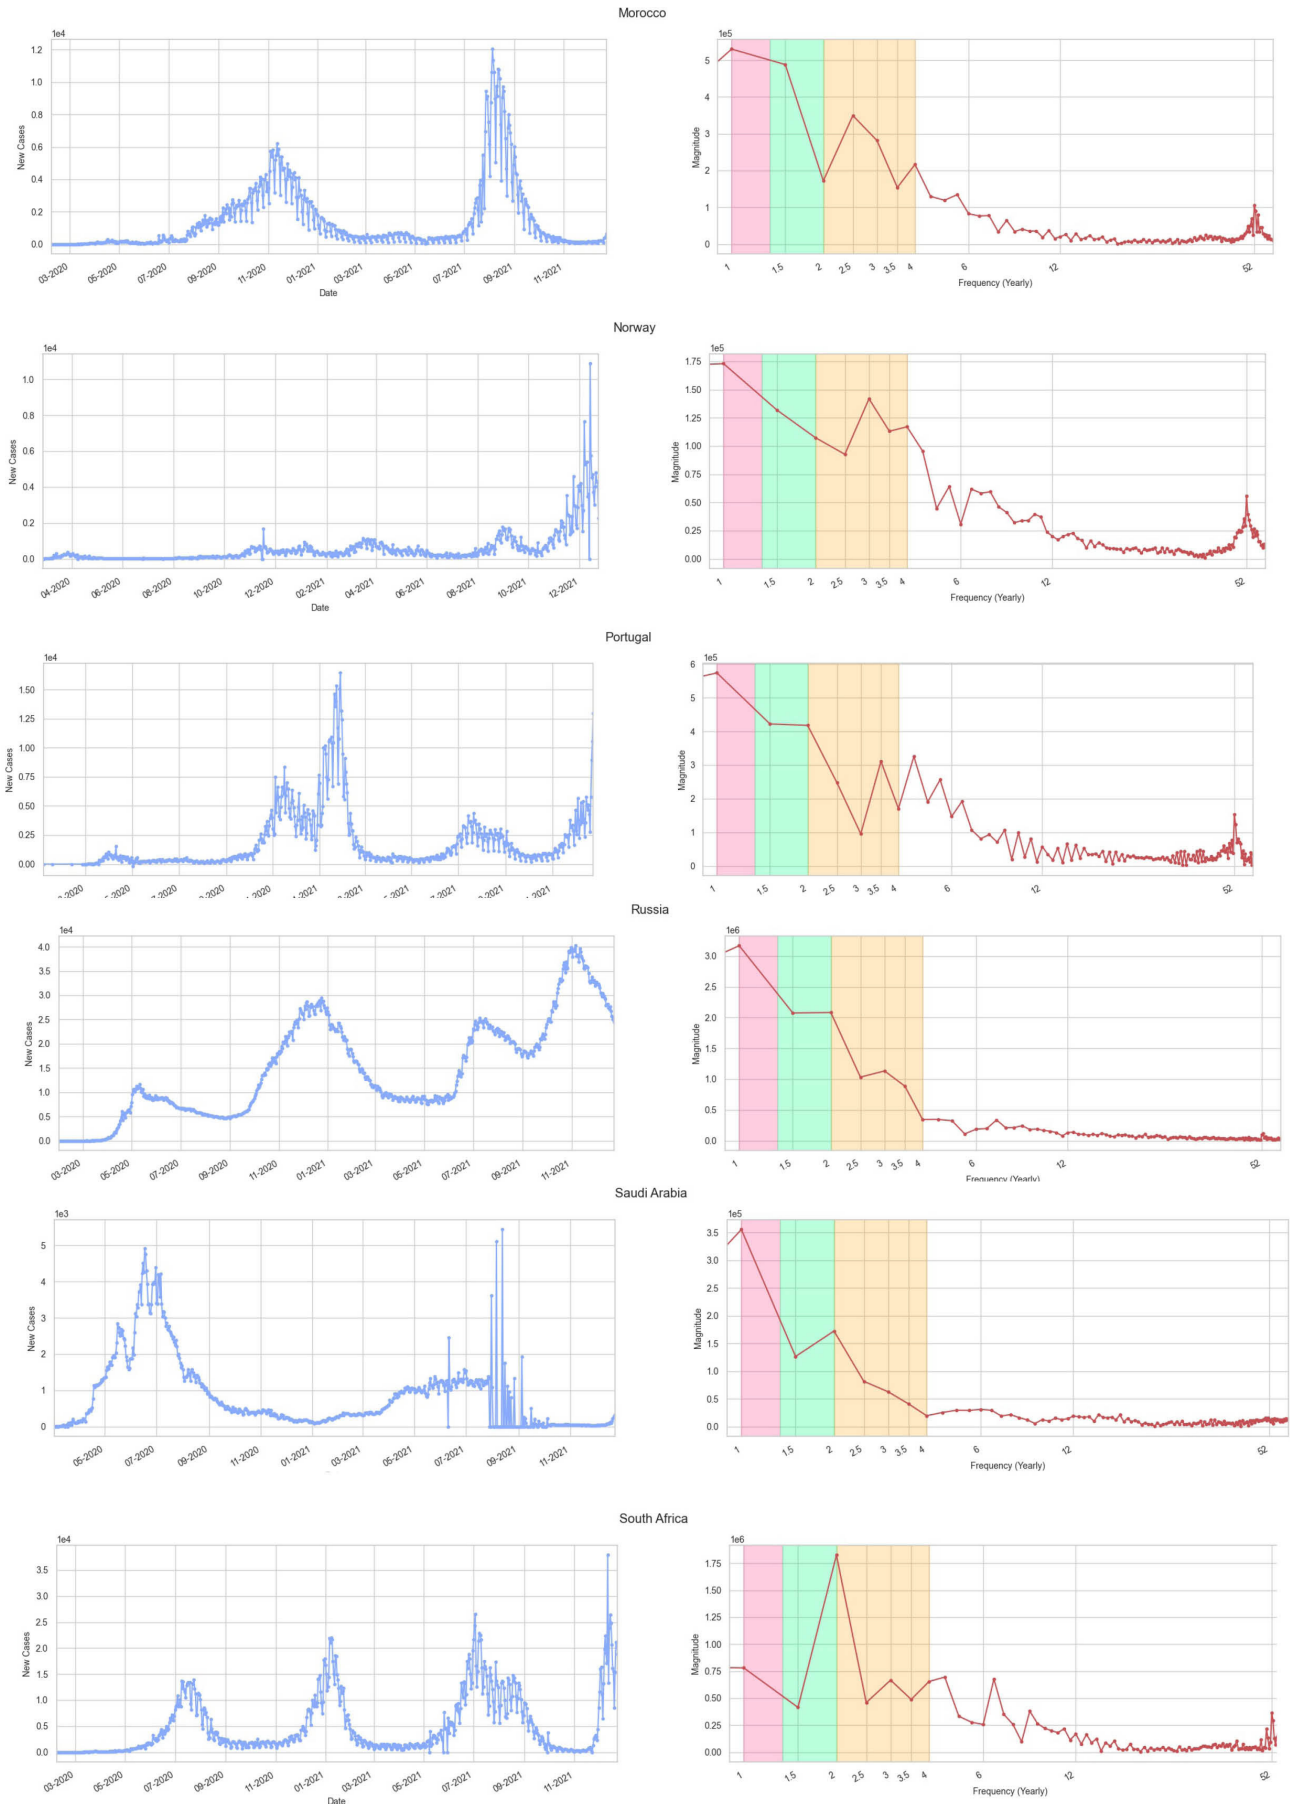 Morocco
1e4
1.2
1.0
0.8
0.6
0.4
0.2
0.0
New Cases
03-2020 05-2020 07-2020 09-2020 11-2020 01-2021 03-2021 05-2021 07-2021 09-2021 11-2021
Date
1e5
5
4
3
2
1
0
Magnitude
1 1.5 2 2.5 3 3.5 4 6 12 52
Frequency (Yearly)
Norway
1e4
1.0
0.8
0.6
0.4
0.2
0.0
New Cases
04-2020 06-2020 08-2020 10-2020 12-2020 02-2021 04-2021 06-2021 08-2021 10-2021 12-2021
Date
1e5
1.75
1.50
1.25
1.00
0.75
0.50
0.25
0.00
Magnitude
1 1.5 2 2.5 3 3.5 4 6 12 52
Frequency (Yearly)
Portugal
1e4
1.50
1.25
1.00
0.75
0.50
0.25
0.00
New Cases
1e5
6
5
4
3
2
1
0
Magnitude
1 1.5 2 2.5 3 3.5 4 6 12 52
Russia
1e4
4.0
3.5
3.0
2.5
2.0
1.5
1.0
0.5
0.0
New Cases
03-2020 05-2020 07-2020 09-2020 11-2020 01-2021 03-2021 05-2021 07-2021 09-2021 11-2021
1e6
3.0
2.5
2.0
1.5
1.0
0.5
0.0
Magnitude
1 1.5 2 2.5 3 3.5 4 6 12 52
Frequency (Yearly)
Saudi Arabia
1e3
5
4
3
2
1
0
New Cases
05-2020 07-2020 09-2020 11-2020 01-2021 03-2021 05-2021 07-2021 09-2021 11-2021
1e5
3.5
3.0
2.5
2.0
1.5
1.0
0.5
0.0
Magnitude
1 1.5 2 2.5 3 3.5 4 6 12 52
Frequency (Yearly)
South Africa
1e4
3.5
3.0
2.5
2.0
1.5
1.0
0.5
0.0
New Cases
03-2020 05-2020 07-2020 09-2020 11-2020 01-2021 03-2021 05-2021 07-2021 09-2021 11-2021
Date
1e6
1.75
1.50
1.25
1.00
0.75
0.50
0.25
0.00
Magnitude
1 1.5 2 2.5 3 3.5 4 6 12 52
Frequency (Yearly)